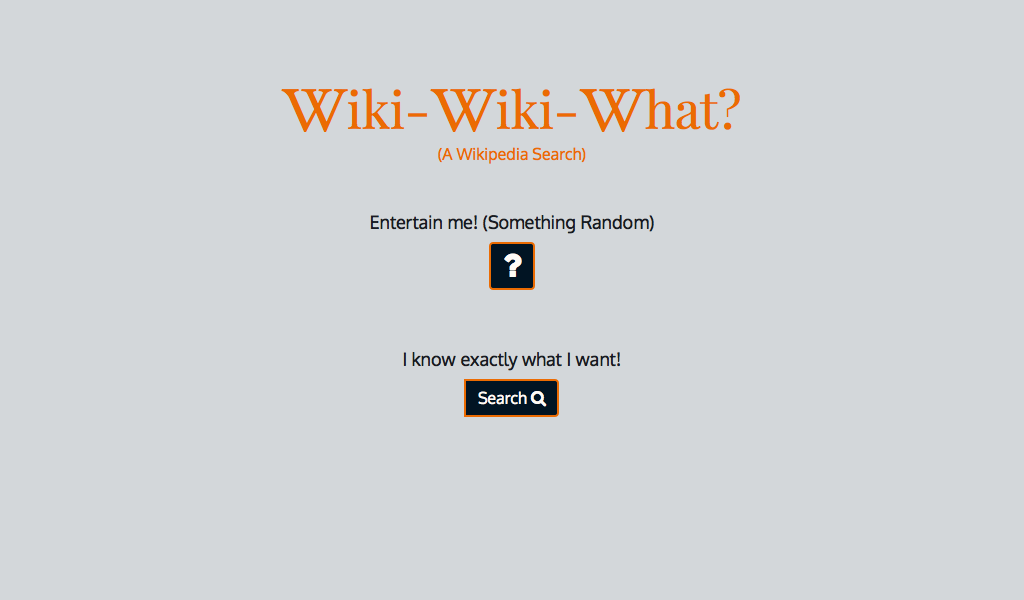 Wiki-Wiki-What?
(A Wikipedia Search)
Entertain me! (Something Random)
?
I know exactly what I want!
Search